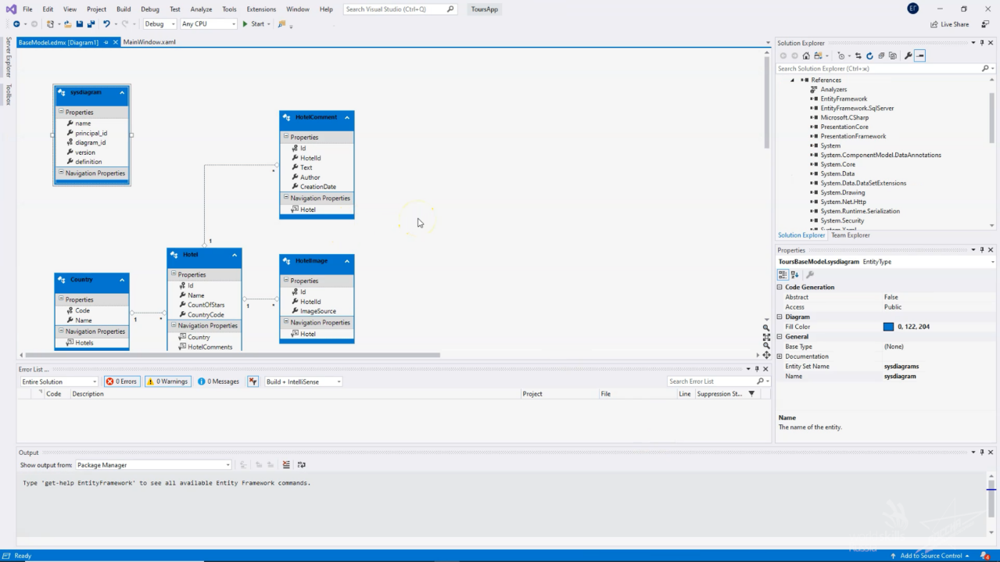 File Edit View Project Build Debug Test Analyze Tools Extensions Window Help Search Visual Studio (Ctrl+Q) ToursApp ЕГ
Debug Any CPU Start Live Share
Server Explorer
Toolbox
BaseModel.edmx [Diagram1] MainWindow.xaml
sysdiagram
Properties
name
principal_id
diagram_id
version
definition
Navigation Properties
HotelComment
Properties
Id
HotelId
Text
Author
CreationDate
Navigation Properties
Hotel
*
1
Hotel
Properties
Id
Name
CountOfStars
CountryCode
Navigation Properties
Country
HotelComments
Country
Properties
Code
Name
Navigation Properties
Hotels
1 *
HotelImage
Properties
Id
HotelId
ImageSource
Navigation Properties
Hotel
1 *
Solution Explorer
Search Solution Explorer (Ctrl+ж)
References
Analyzers
EntityFramework
EntityFramework.SqlServer
Microsoft.CSharp
PresentationCore
PresentationFramework
System
System.ComponentModel.DataAnnotations
System.Core
System.Data
System.Data.DataSetExtensions
System.Drawing
System.Net.Http
System.Runtime.Serialization
System.Security
Solution Explorer Team Explorer
Properties
ToursBaseModel.sysdiagram EntityType
Code Generation
Abstract False
Access Public
Diagram
Fill Color 0, 122, 204
General
Base Type (None)
Documentation
Entity Set Name sysdiagrams
Name sysdiagram
Name
The name of the entity.
Error List ...
Entire Solution 0 Errors 0 Warnings 0 Messages Build + IntelliSense Search Error List
Code Description Project File Line Suppression St...
Output
Show output from: Package Manager
Type 'get-help EntityFramework' to see all available Entity Framework commands.
Ready Add to Source Control 4